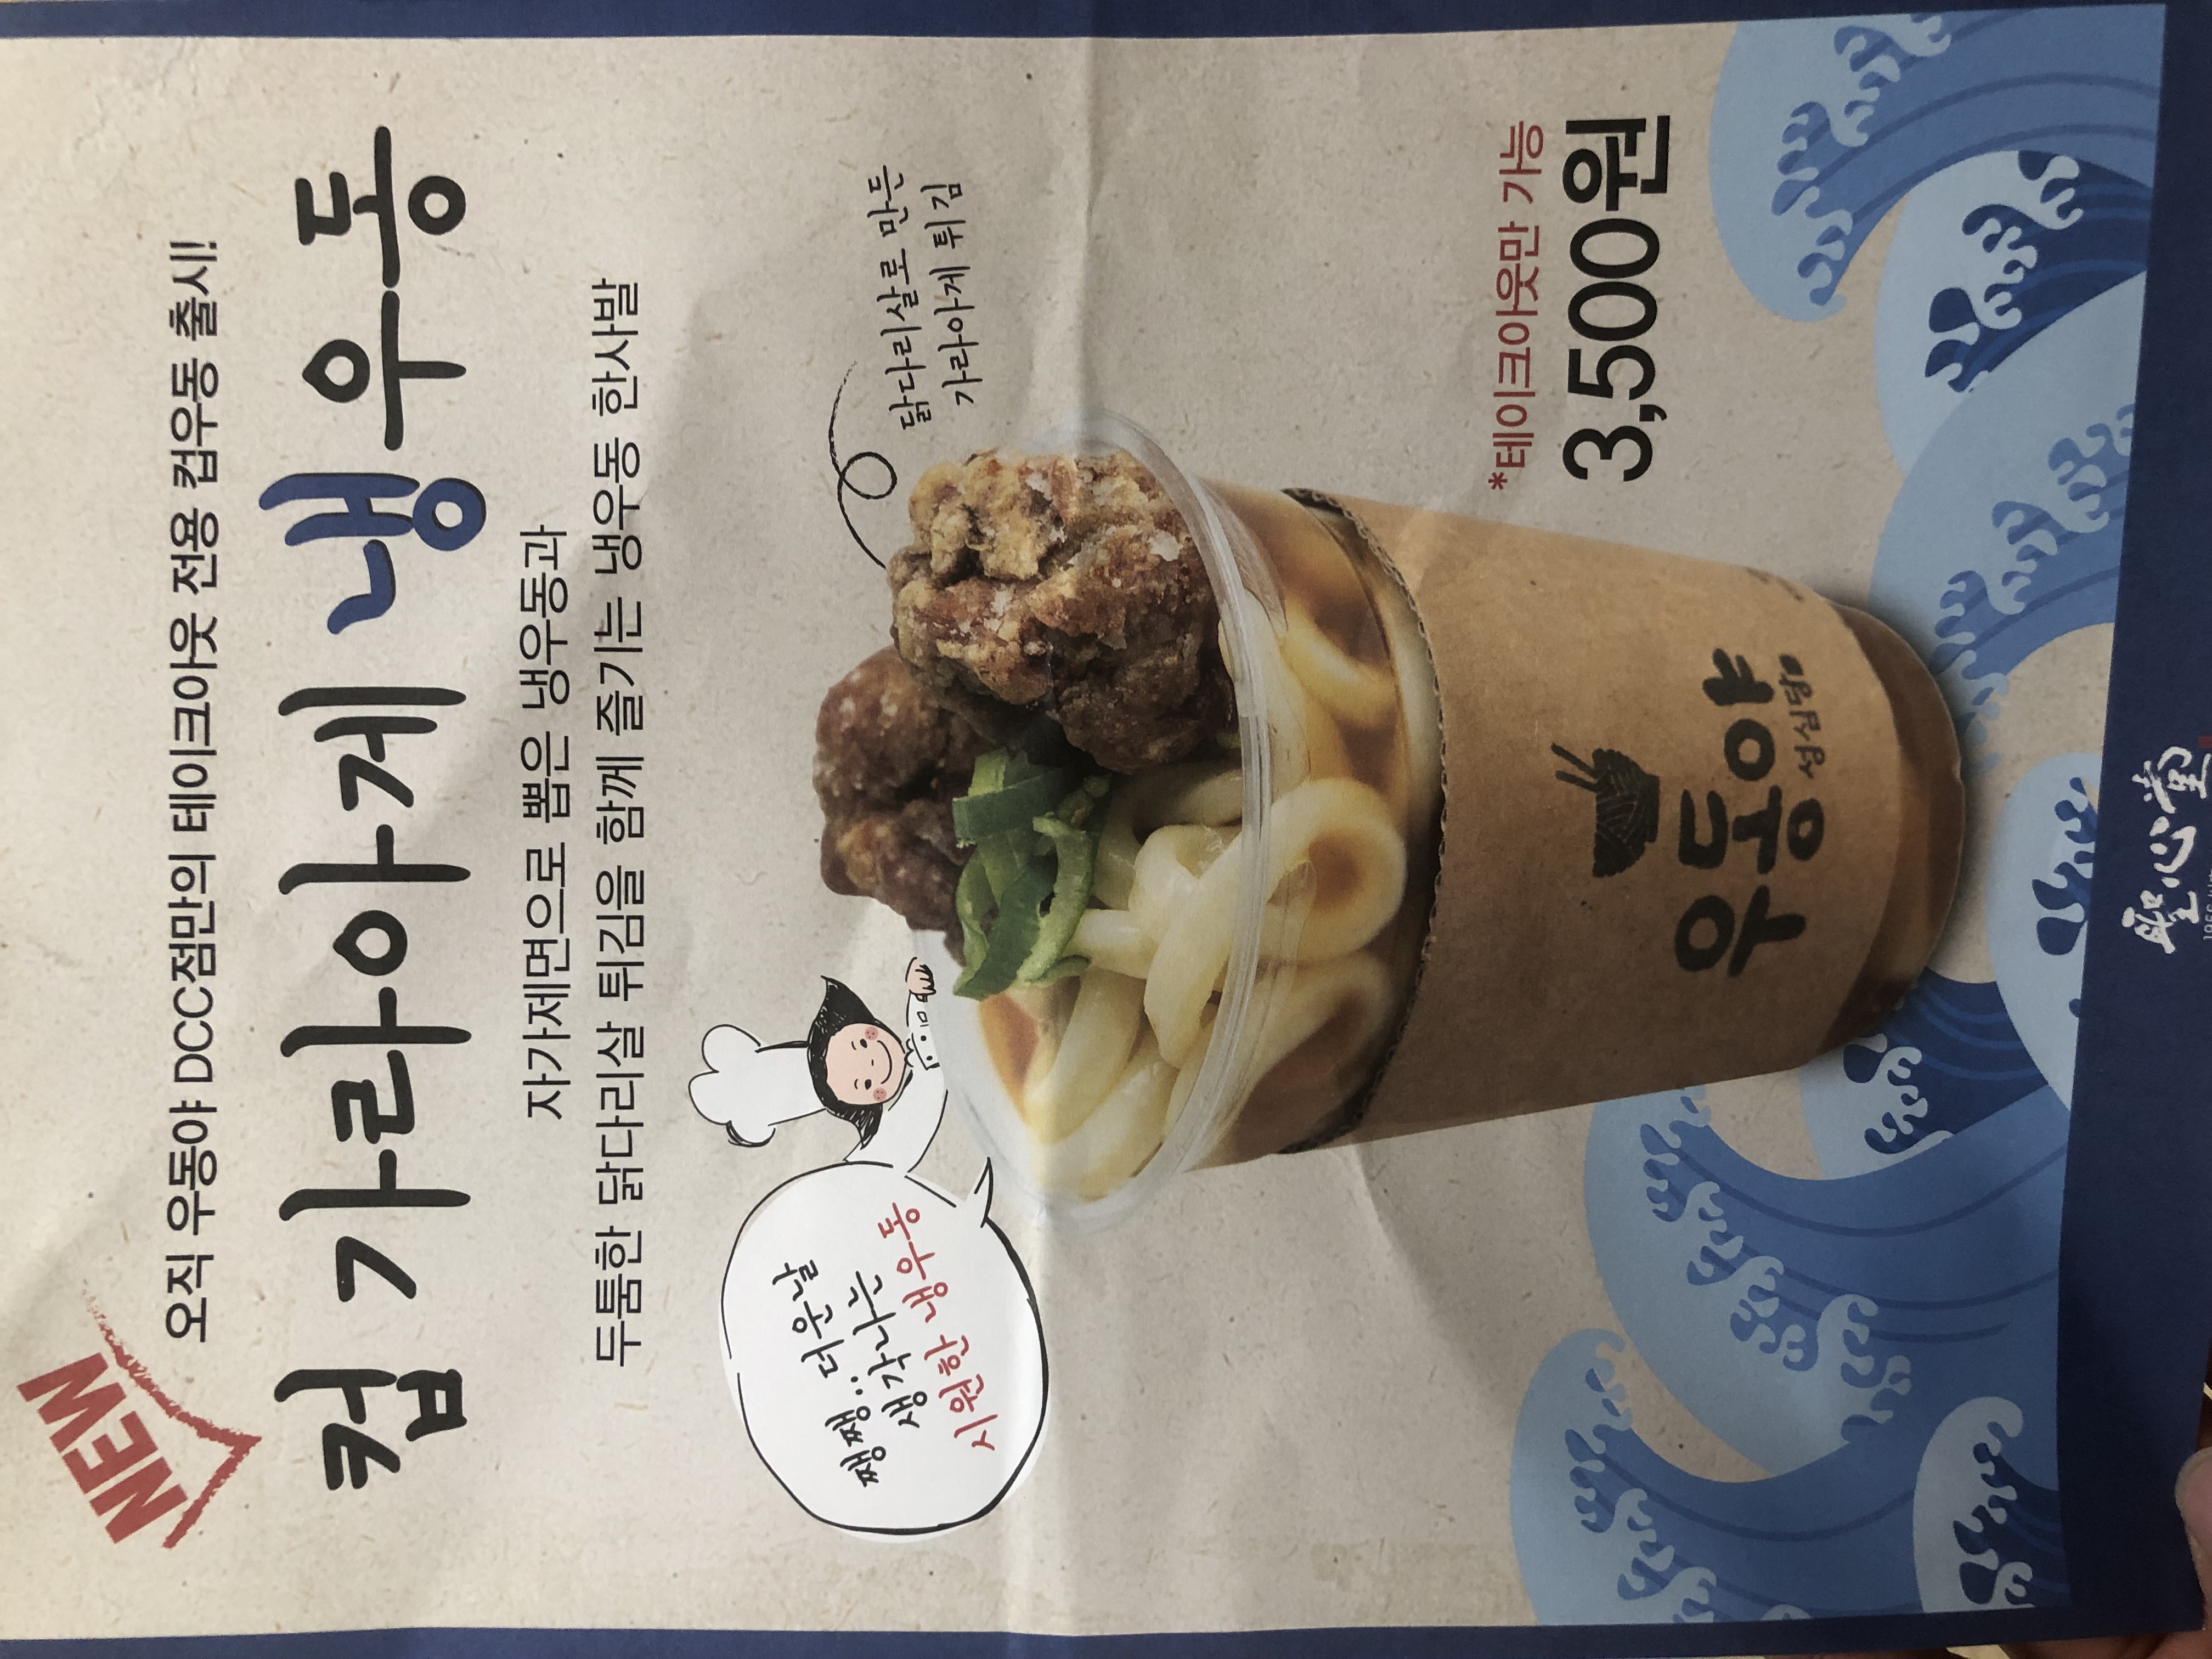 NEW
오직 우동야 DCC점만의 테이크아웃 전용 컵우동 출시!
컵 가라아게 냉우동
자가제면으로 뽑은 냉우동과
두툼한 닭다리살 튀김을 함께 즐기는 냉우동 한사발
쨍쨍.. 더운날
생각나는
시원한 냉우동
닭다리살로 만든
가라아게 튀김
우동야
성심당
*테이크아웃만 가능
3,500원
聖心堂